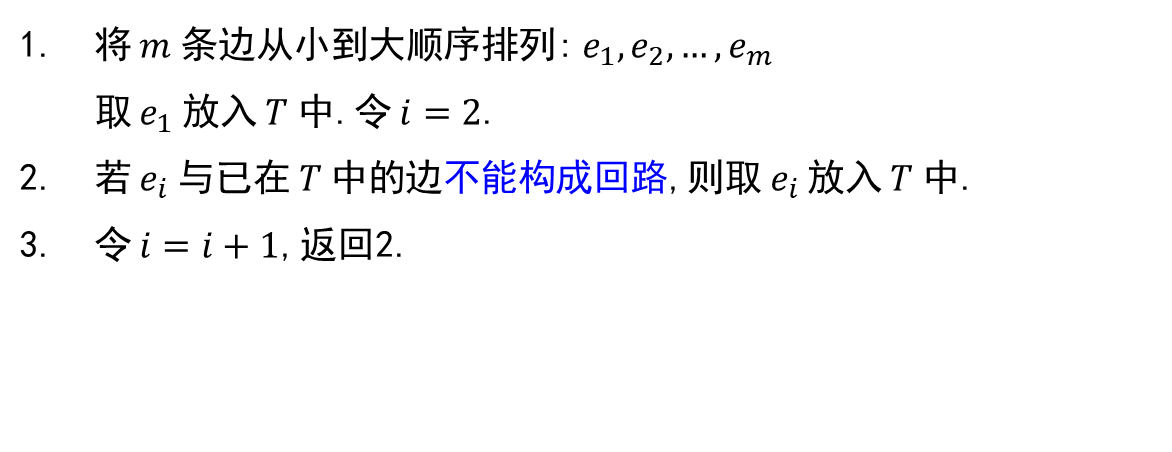 1. 将 m 条边从小到大顺序排列: e₁,e₂,…,eₘ
取 e₁ 放入 T 中. 令 i = 2.
2. 若 eᵢ 与已在 T 中的边不能构成回路, 则取 eᵢ 放入 T 中.
3. 令 i = i + 1, 返回2.